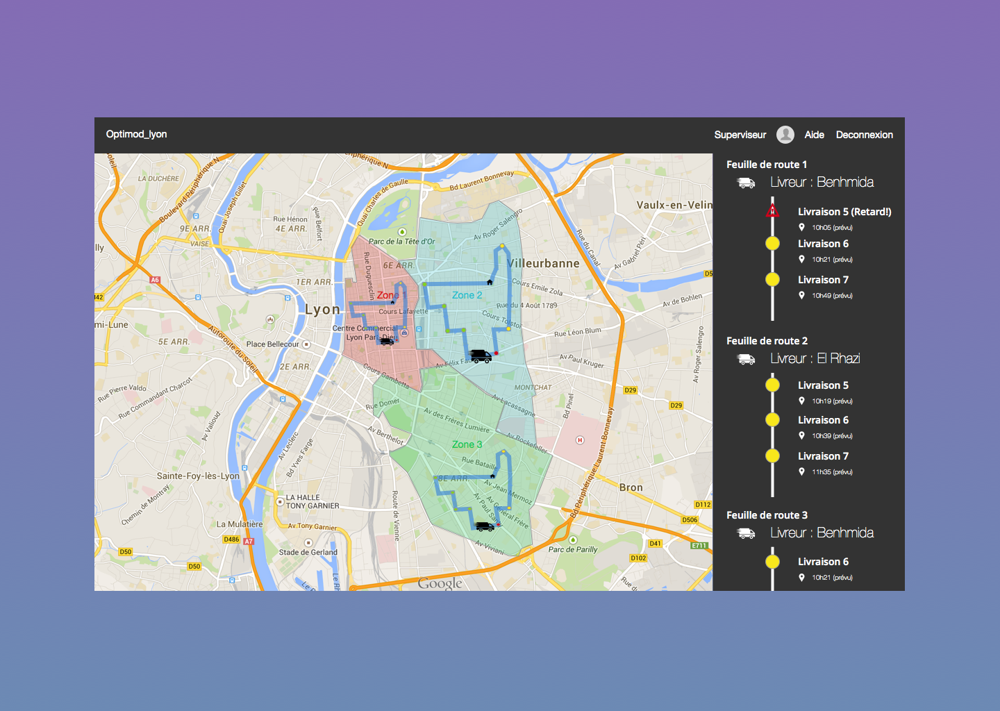 Optimod_lyon
Superviseur
Aide
Deconnexion
Feuille de route 1
Livreur : Benhmida
Livraison 5 (Retard!)
10h05 (prévu)
Livraison 6
10h21 (prévu)
Livraison 7
10h49 (prévu)
Feuille de route 2
Livreur : El Rhazi
Livraison 5
10h19 (prévu)
Livraison 6
10h39 (prévu)
Livraison 7
11h35 (prévu)
Feuille de route 3
Livreur : Benhmida
Livraison 6
10h21 (prévu)
Soleil
LA DUCHÈRE
Boulevard Périphérique N
Quai Joseph Gillet
Périphérique N
Quai Charles de Gaulle
Bd Laurent Bonnevay
Vaulx-en-Velin
Rue Hénon
4E ARR.
Rue Belfort
9E ARR.
VAISE
Av Roger Salengro
Rue du Canal
Av Gabriel Péri
illy
Parc de la Tête d'Or
6E ARR.
Rue Duguesclin
Villeurbanne
D5
A6
1ER ARR.
Cours Emile Zola
D42
Zone 1
Zone 2
Rue du 4 Août 1789
Av de Bohlen
Lyon
Cours Lafayette
Cours Tolstoï
mi-Lune
Centre Commercial
Lyon Part-Dieu
Rue Léon Blum
5E ARR.
Place Bellecour
Autoroute du Soleil
Av Roger Salengro
2E ARR.
Cours Gambetta
Av Félix Fau
Av Paul Kruger
Rue Pierre Valdo
Rue Commandant Charcot
MONTCHAT
D29
Av Lacassagne
Bd Pinel
D29
Rue Domer
Av des Frères Lumière
Av Valioud
Av Berthelot
Av Rockefeller
H
Av Leclerc
Bd Yves Farge
Zone 3
Rue Bataille
Bd Périphérique Laurent Bonnevay
Sainte-Foy-lès-Lyon
8E ARR
Av Jean Mermoz
Bron
Chemin de Montray
LA HALLE
TONY GARNIER
Route de Vienne
Av Paul San
Av Général Frère
D112
D506
La Mulatière
Av Tony Garnier
D486
A7
Av Viviani
Parc de Parilly
D41
E711
D50
Stade de Gerland
D102
D50
Google